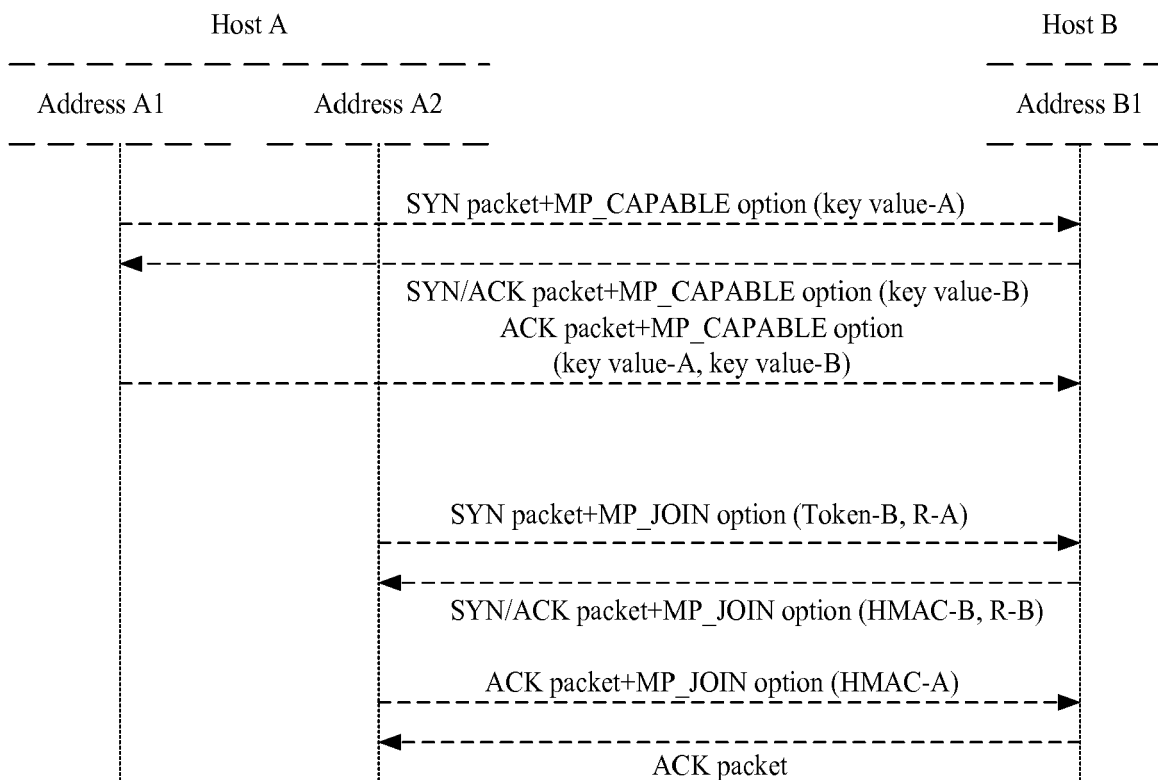 Host A
Host B
Address A1
Address A2
Address B1
SYN packet+MP_CAPABLE option (key value-A)
SYN/ACK packet+MP_CAPABLE option (key value-B)
ACK packet+MP_CAPABLE option
(key value-A, key value-B)
SYN packet+MP_JOIN option (Token-B, R-A)
SYN/ACK packet+MP_JOIN option (HMAC-B, R-B)
ACK packet+MP_JOIN option (HMAC-A)
ACK packet